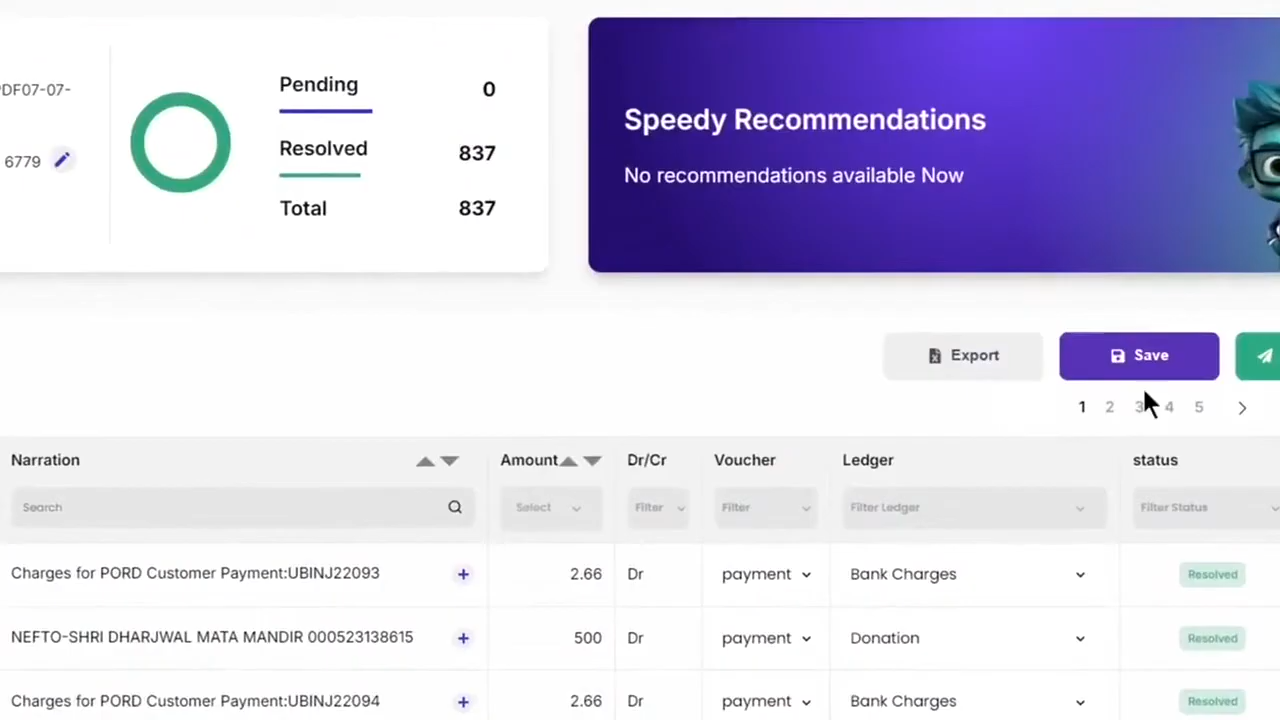 PDF07-07-
6779
Pending 0
Resolved 837
Total 837
Speedy Recommendations
No recommendations available Now
Export Save
1 2 3 4 5
Narration Amount Dr/Cr Voucher Ledger status
Search Select Filter Filter Filter Ledger Filter Status
Charges for PORD Customer Payment:UBINJ22093 + 2.66 Dr payment Bank Charges Resolved
NEFTO-SHRI DHARJWAL MATA MANDIR 000523138615 + 500 Dr payment Donation Resolved
Charges for PORD Customer Payment:UBINJ22094 + 2.66 Dr payment Bank Charges Resolved